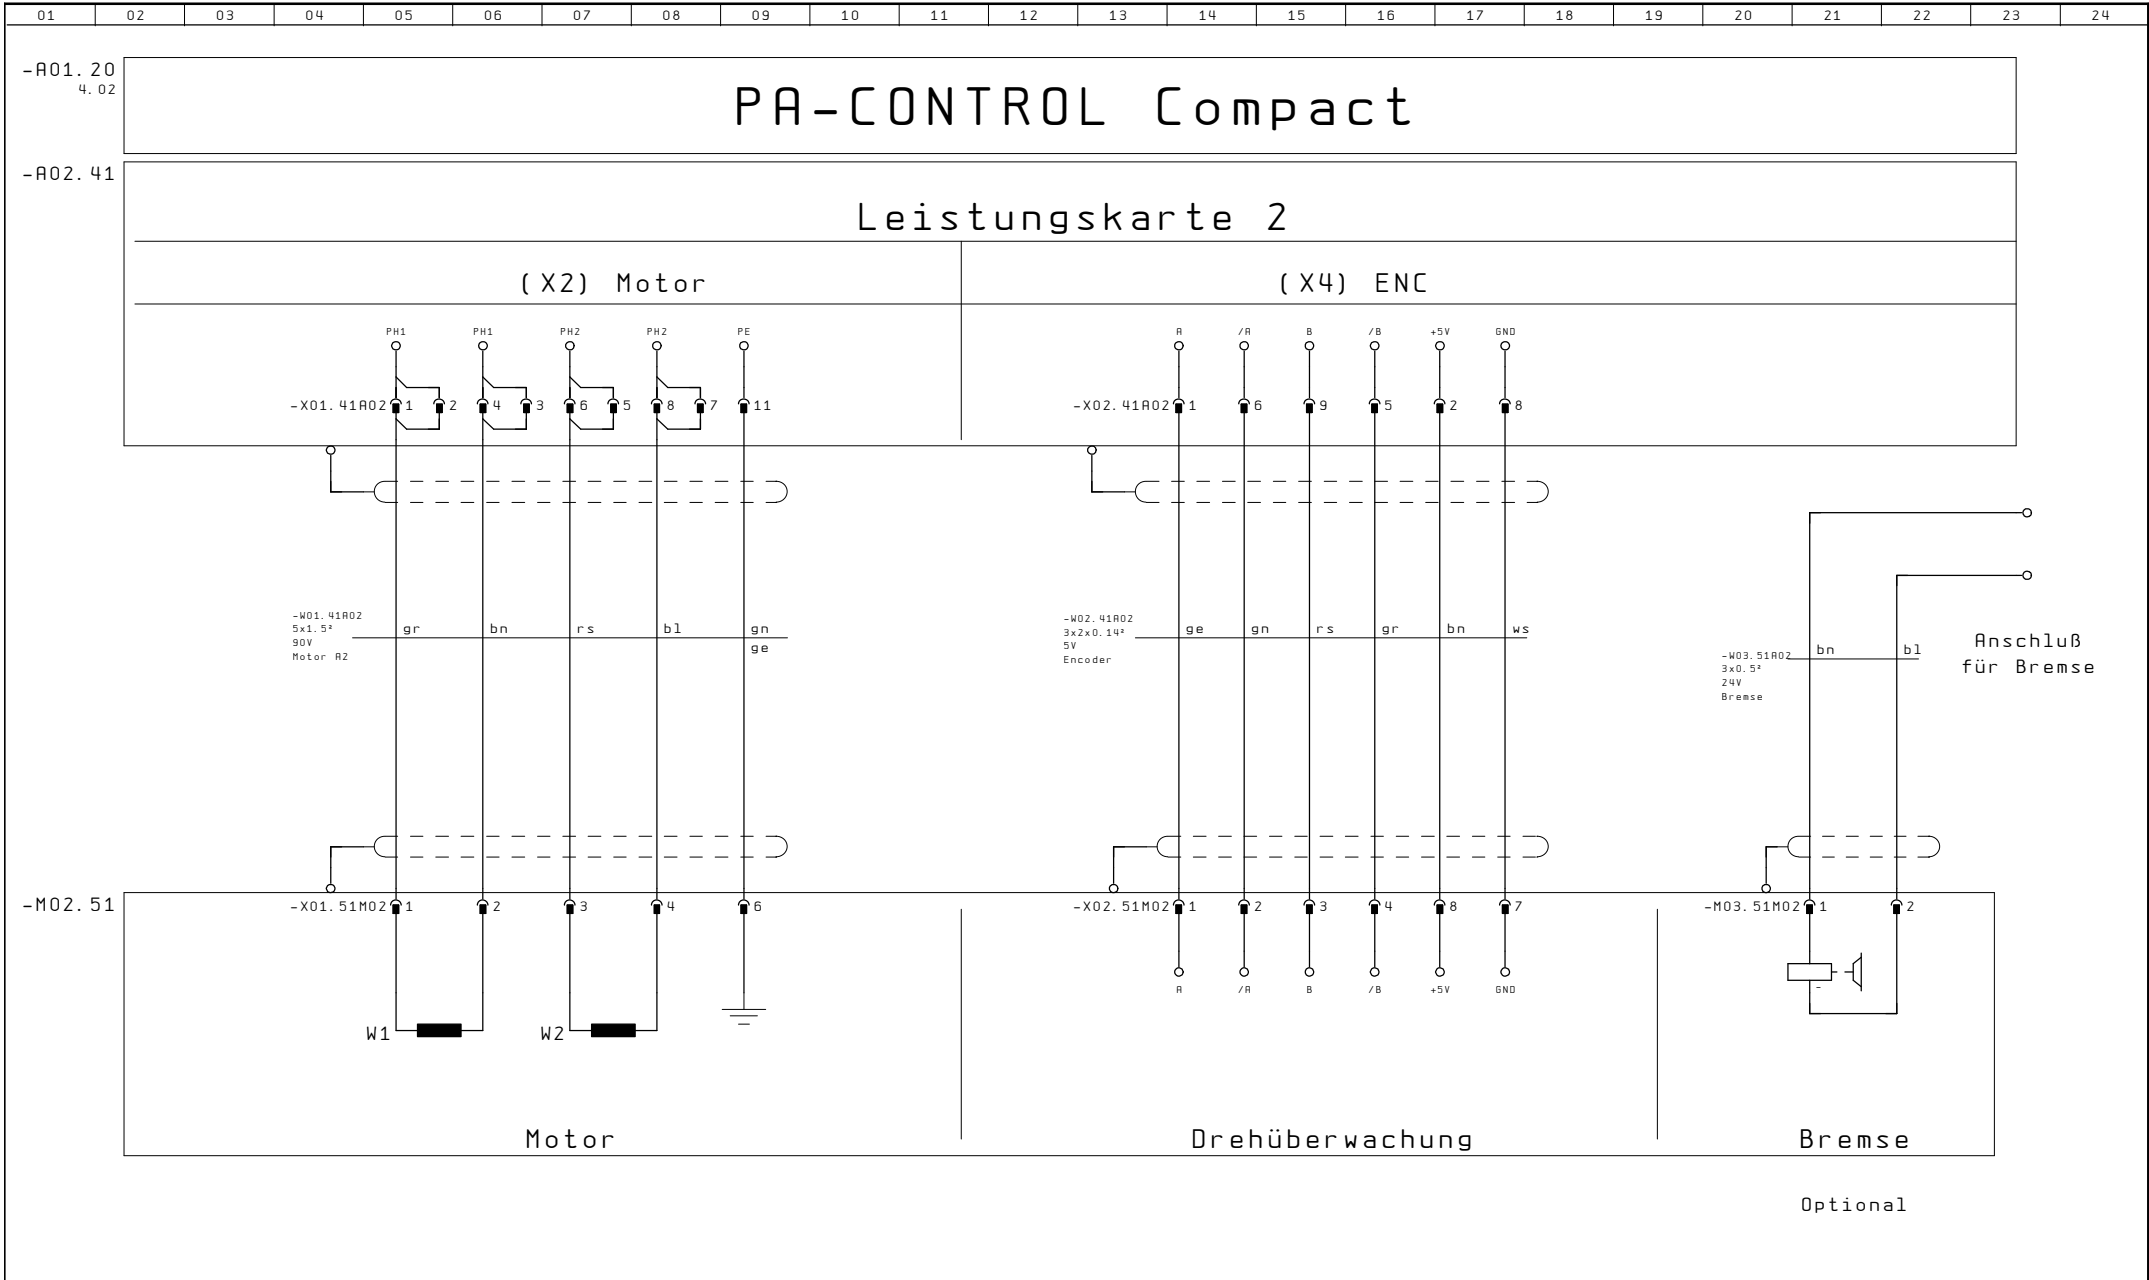 01 02 03 04 05 06 07 08 09 10 11 12 13 14 15 16 17 18 19 20 21 22 23 24
-A01.20
4.02
PA-CONTROL Compact
-A02.41
Leistungskarte 2
(X2) Motor (X4) ENC
PH1 PH1 PH2 PH2 PE A /A B /B +5V GND
-X01.41A02 1 2 4 3 6 5 8 7 11 -X02.41A02 1 6 9 5 2 8
-W01.41A02
5x1.5²
90V
Motor A2
gr bn rs bl gn
ge
-W02.41A02
3x2x0.14²
5V
Encoder
ge gn rs gr bn ws
-W03.51A02
3x0.5²
24V
Bremse
bn bl
Anschluß
für Bremse
-M02.51
-X01.51M02 1 2 3 4 6 -X02.51M02 1 2 3 4 8 7 -M03.51M02 1 2
A /A B /B +5V GND
W1 W2
Motor Drehüberwachung Bremse
Optional